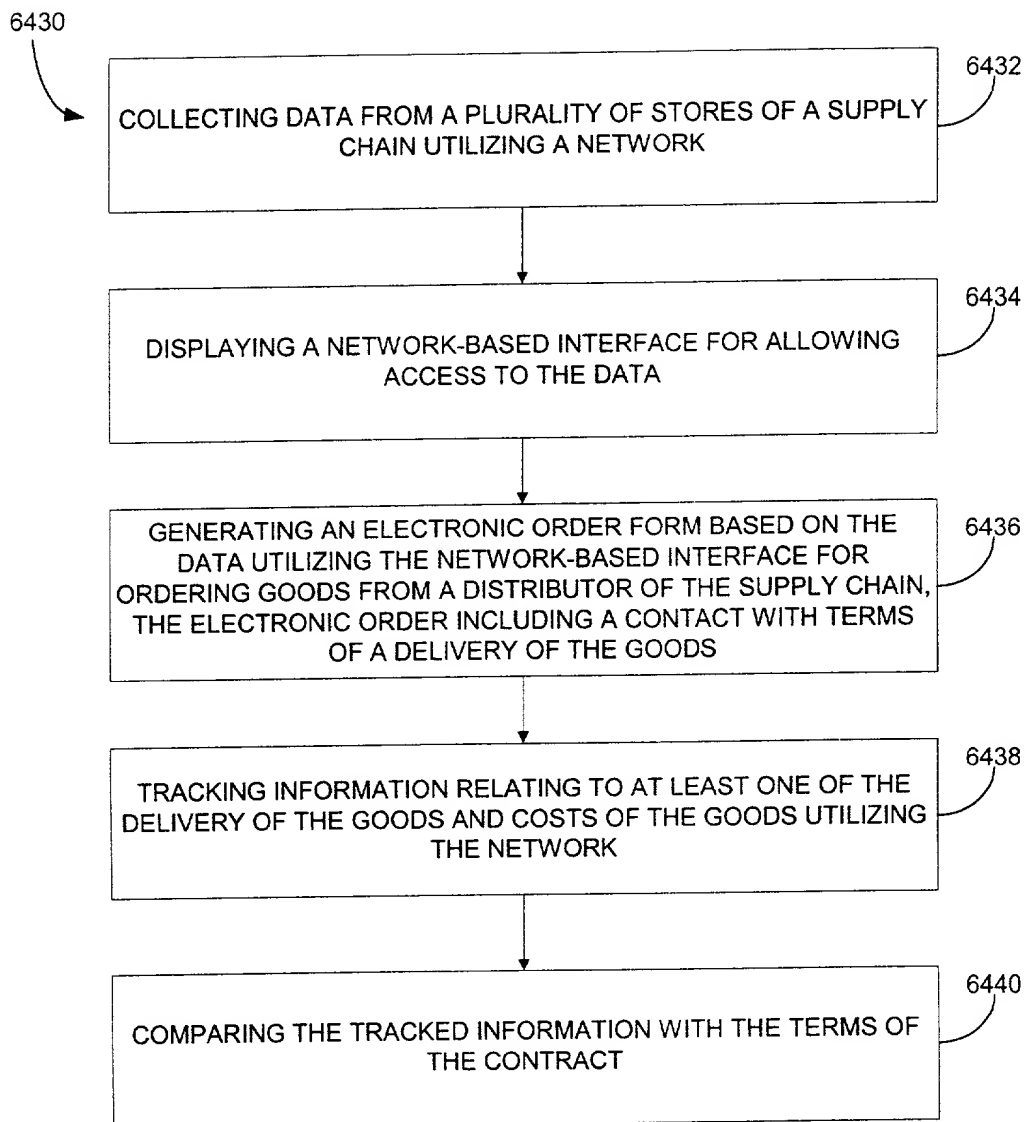 6430
6432
COLLECTING DATA FROM A PLURALITY OF STORES OF A SUPPLY
CHAIN UTILIZING A NETWORK
6434
DISPLAYING A NETWORK-BASED INTERFACE FOR ALLOWING
ACCESS TO THE DATA
6436
GENERATING AN ELECTRONIC ORDER FORM BASED ON THE
DATA UTILIZING THE NETWORK-BASED INTERFACE FOR
ORDERING GOODS FROM A DISTRIBUTOR OF THE SUPPLY CHAIN,
THE ELECTRONIC ORDER INCLUDING A CONTACT WITH TERMS
OF A DELIVERY OF THE GOODS
6438
TRACKING INFORMATION RELATING TO AT LEAST ONE OF THE
DELIVERY OF THE GOODS AND COSTS OF THE GOODS UTILIZING
THE NETWORK
6440
COMPARING THE TRACKED INFORMATION WITH THE TERMS OF
THE CONTRACT